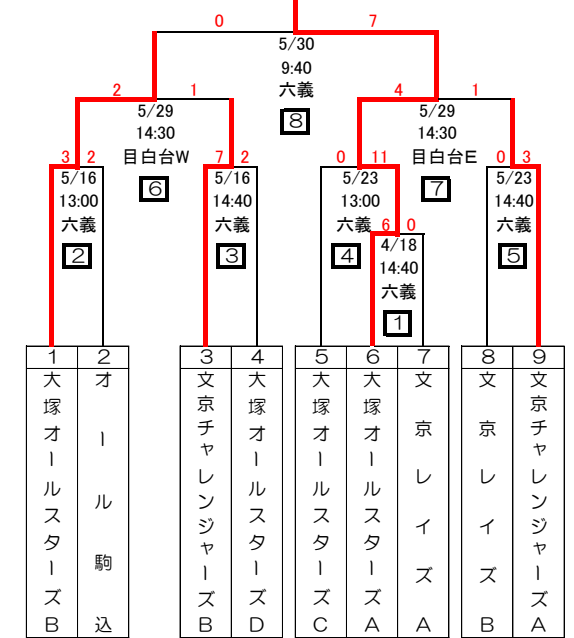 0 7
5/30
9:40
六義
8
2 1 4 1
5/29 5/29
14:30 14:30
目白台W 目白台E
6 7
3 2 7 2 0 11 0 3
5/16 5/16 5/23 5/23
13:00 14:40 13:00 14:40
六義 六義 六義 六義
2 3 4 5
6 0
4/18
14:40
六義
1
1 2 3 4 5 6 7 8 9
大塚オールスターズB
オール駒込
文京チャレンジャーズB
大塚オールスターズD
大塚オールスターズC
大塚オールスターズA
文京レイズA
文京レイズB
文京チャレンジャーズA